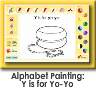 Y is for yo-yo
Alphabet Painting:
Y is for Yo-Yo